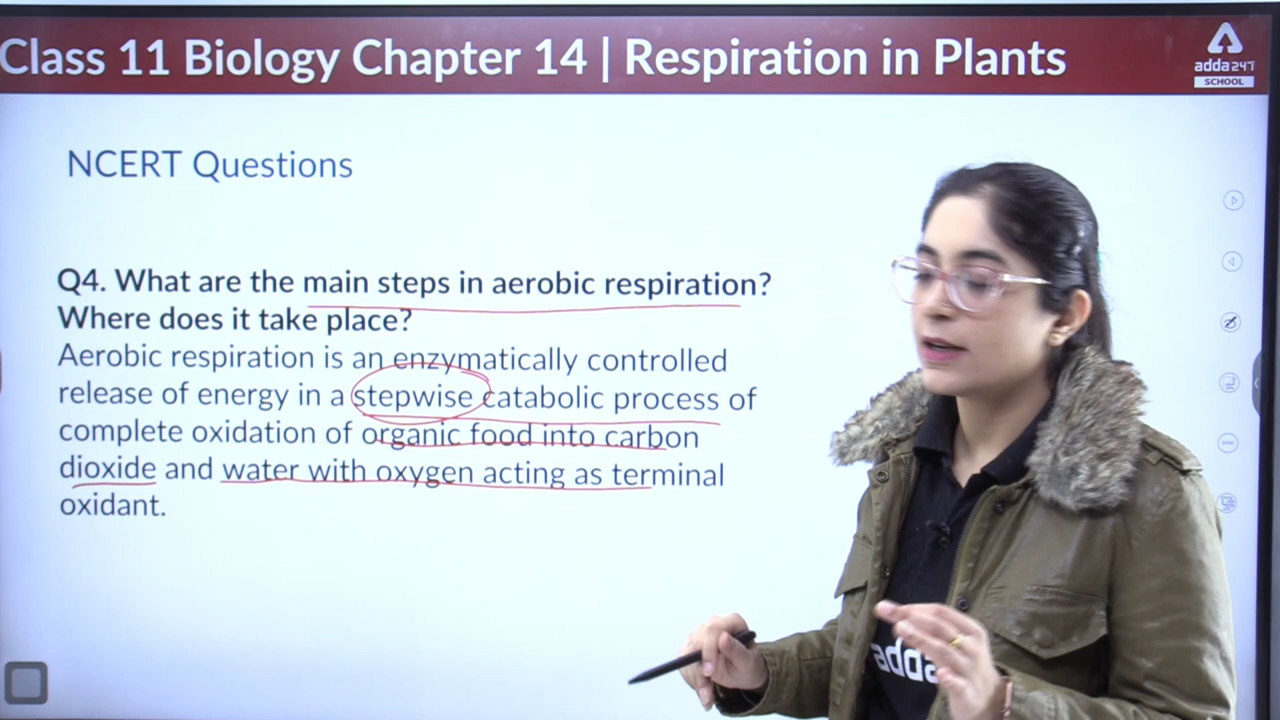 Class 11 Biology Chapter 14 | Respiration in Plants
adda247
SCHOOL
NCERT Questions
Q4. What are the main steps in aerobic respiration?
Where does it take place?
Aerobic respiration is an enzymatically controlled
release of energy in a stepwise catabolic process of
complete oxidation of organic food into carbon
dioxide and water with oxygen acting as terminal
oxidant.
adda